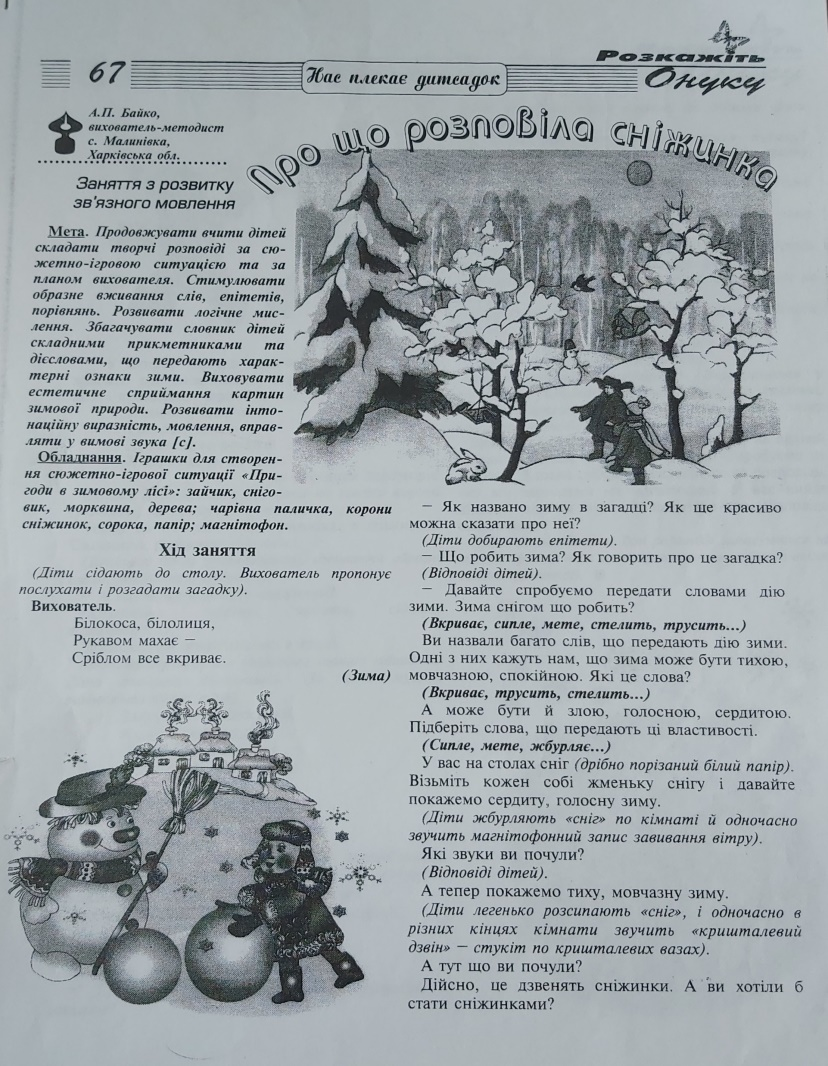 67
Нас плекає дитсадок
Розкажіть
Онуку
А.П. Байко,
вихователь-методист
с. Малинівка,
Харківська обл.
Про що розповіла сніжинка
Заняття з розвитку
зв'язного мовлення
Мета. Продовжувати вчити дітей
складати творчі розповіді за сю-
жетно-ігровою ситуацією та за
планом вихователя. Стимулювати
образне вживання слів, епітетів,
порівнянь. Розвивати логічне мис-
лення. Збагачувати словник дітей
складними прикметниками та
дієсловами, що передають харак-
терні ознаки зими. Виховувати
естетичне сприймання картин
зимової природи. Розвивати інто-
наційну виразність, мовлення, вправ-
ляти у вимові звука [с].
Обладнання. Іграшки для створен-
ня сюжетно-ігрової ситуації «При-
годи в зимовому лісі»: зайчик, сніго-
вик, морквина, дерева; чарівна паличка, корони
сніжинок, сорока, папір; магнітофон.
Хід заняття
(Діти сідають до столу. Вихователь пропонує
послухати і розгадати загадку).
Вихователь.
Білокоса, білолиця,
Рукавом махає –
Сріблом все вкриває.
(Зима)
– Як названо зиму в загадці? Як ще красиво
можна сказати про неї?
(Діти добирають епітети).
– Що робить зима? Як говорить про це загадка?
(Відповіді дітей).
– Давайте спробуємо передати словами дію
зими. Зима снігом що робить?
(Вкриває, сипле, мете, стелить, трусить...)
Ви назвали багато слів, що передають дію зими.
Одні з них кажуть нам, що зима може бути тихою,
мовчазною, спокійною. Які це слова?
(Вкриває, трусить, стелить...)
А може бути й злою, голосною, сердитою.
Підберіть слова, що передають ці властивості.
(Сипле, мете, жбурляє...)
У вас на столах сніг (дрібно порізаний білий папір).
Візьміть кожен собі жменьку снігу і давайте
покажемо сердиту, голосну зиму.
(Діти жбурляють «сніг» по кімнаті й одночасно
звучить магнітофонний запис завивання вітру).
Які звуки ви почули?
(Відповіді дітей).
А тепер покажемо тиху, мовчазну зиму.
(Діти легенько розсипають «сніг», і одночасно в
різних кінцях кімнати звучить «кришталевий
дзвін» – стукіт по кришталевих вазах).
А тут що ви почули?
Дійсно, це дзвенять сніжинки. А ви хотіли б
стати сніжинками?